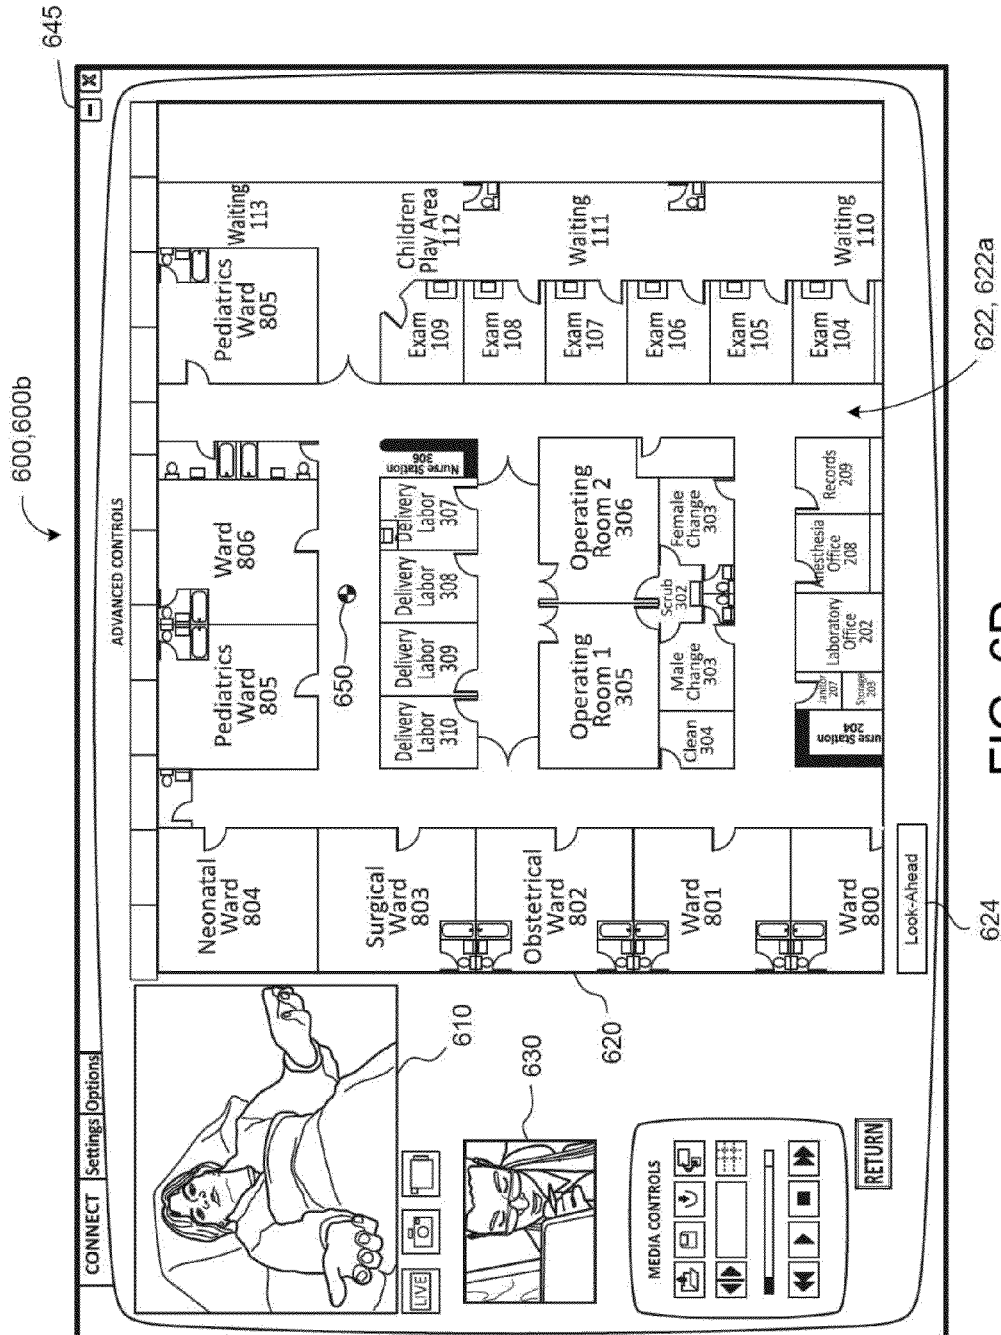 600,600b
645
CONNECT
Settings
Options
ADVANCED CONTROLS
610
LIVE
630
MEDIA CONTROLS
RETURN
620
Look-Ahead
624
Neonatal
Ward
804
Pediatrics
Ward
805
Ward
806
Pediatrics
Ward
805
Waiting
113
Surgical
Ward
803
650
Delivery
Labor
310
Delivery
Labor
309
Delivery
Labor
308
Delivery
Labor
307
Nurse Station
306
Exam
109
Children
Play Area
112
Exam
108
Obstetrical
Ward
802
Operating
Room 1
305
Operating
Room 2
306
Exam
107
Waiting
111
Exam
106
Ward
801
Clean
304
Male
Change
303
Scrub
302
Female
Change
303
Exam
105
Ward
800
204
Janitor
207
Storage
Laboratory
Office
202
Anesthesia
Office
208
Records
209
Exam
104
Waiting
110
622, 622a